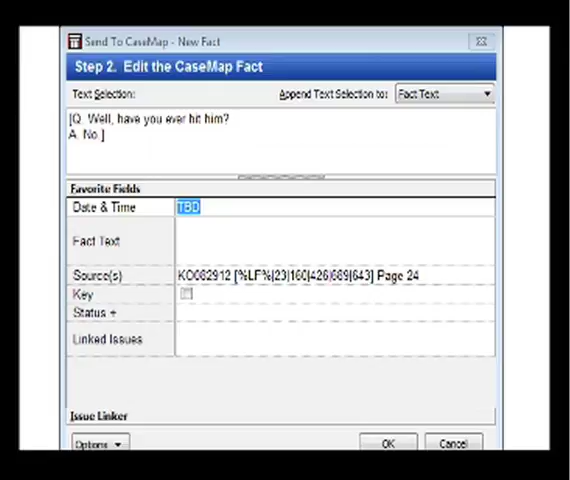 Send To CaseMap - New Fact
Step 2. Edit the CaseMap Fact
Text Selection:
Append Text Selection to: Fact Text
[Q. Well, have you ever hit him?
A. No.]
Favorite Fields
Date & Time TBD
Fact Text
Source(s) KO082912 [%LF%|23|160|426|689|643] Page 24
Key
Status +
Linked Issues
Issue Linker
Options OK Cancel